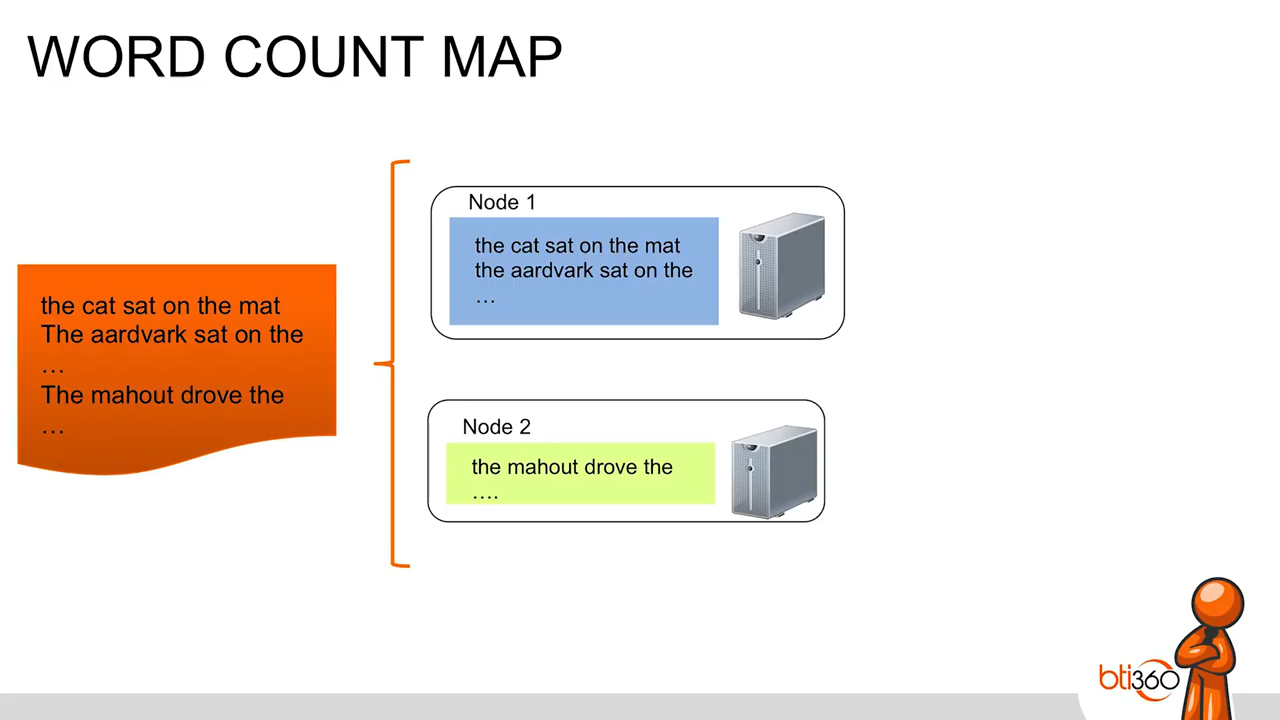 WORD COUNT MAP
the cat sat on the mat
The aardvark sat on the
…
The mahout drove the
…
Node 1
the cat sat on the mat
the aardvark sat on the
…
Node 2
the mahout drove the
….
bti360